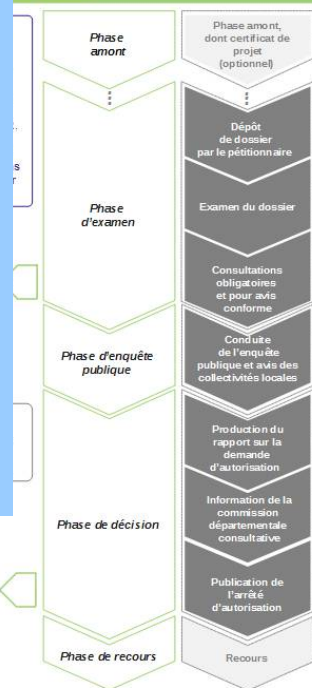 Phase
amont
Phase amont,
dont certificat de
projet
(optionnel)
Phase
d'examen
Dépôt
de dossier
par le pétitionnaire
Examen du dossier
Consultations
obligatoires
et pour avis
conforme
Phase d'enquête
publique
Conduite
de l'enquête
publique et avis des
collectivités locales
Phase de décision
Production du
rapport sur la
demande
d'autorisation
Information de la
commission
départementale
consultative
Publication de
l'arrêté
d'autorisation
Phase de recours
Recours